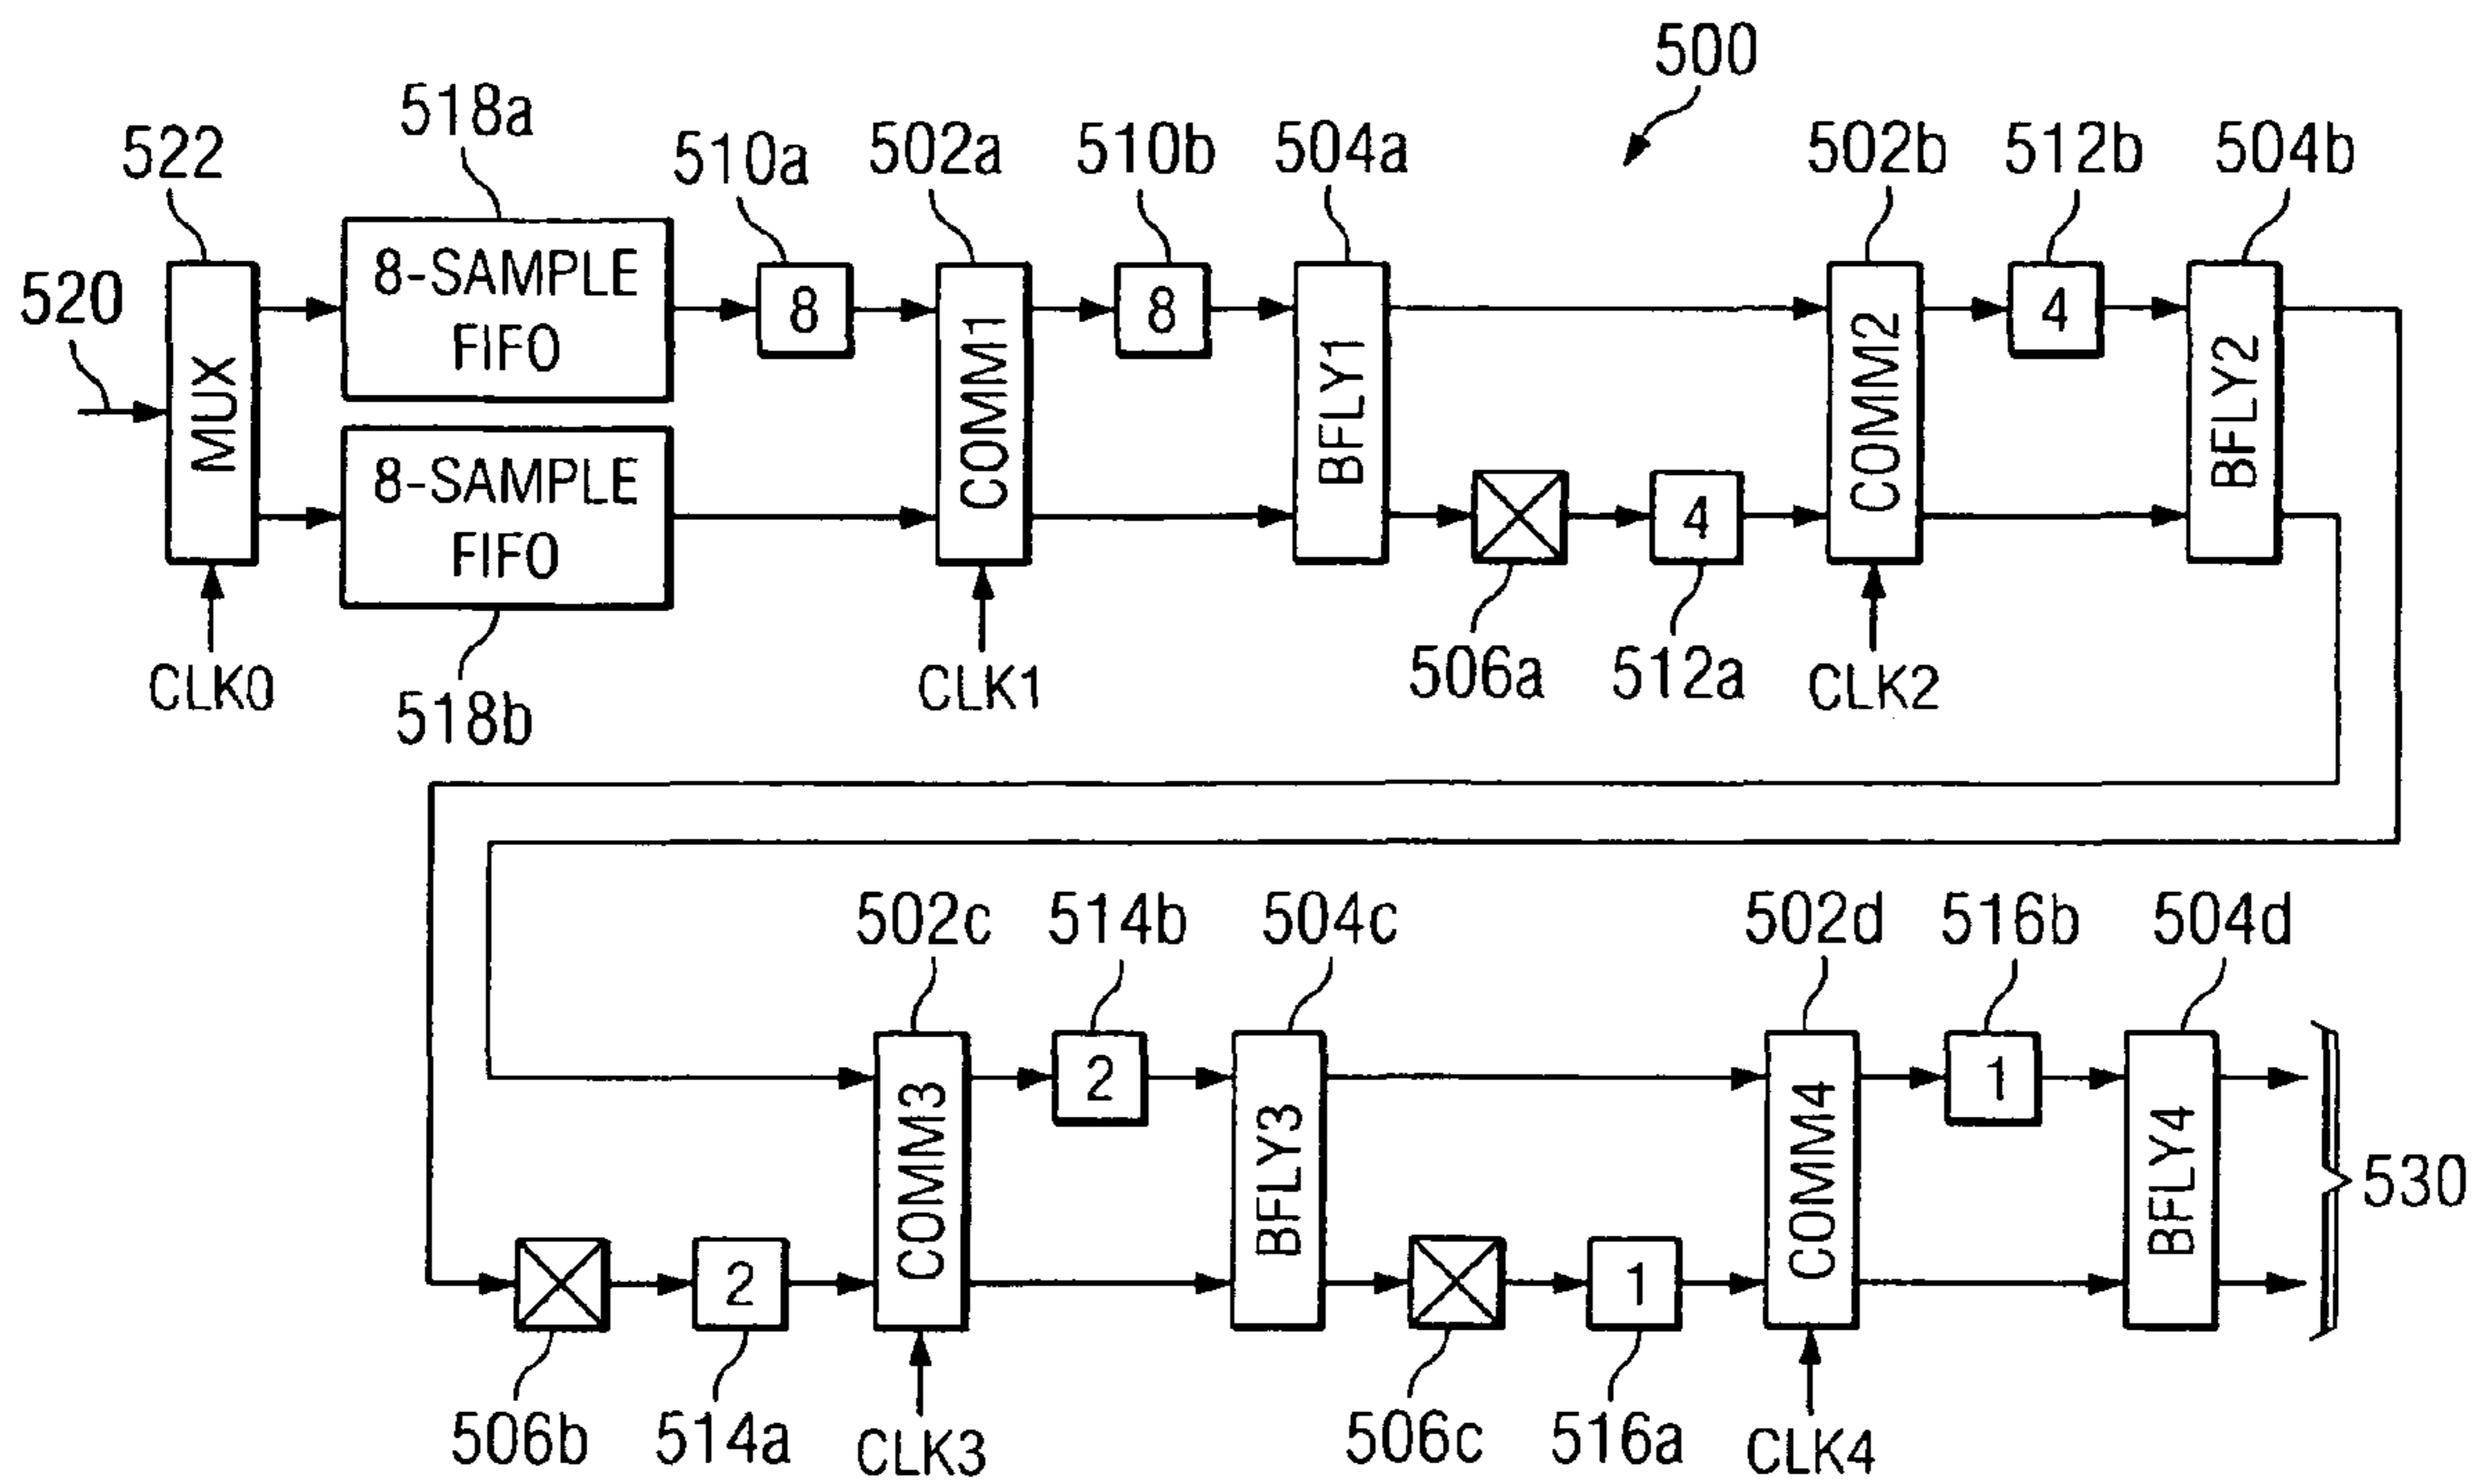 500
518a
522
510a
502a
510b
504a
502b
512b
504b
520
MUX
8-SAMPLE
FIFO
8
COMM1
8
BFLY1
COMM2
4
BFLY2
8-SAMPLE
FIFO
4
CLK0
518b
CLK1
506a
512a
CLK2
502c
514b
504c
502d
516b
504d
COMM3
2
BFLY3
COMM4
1
BFLY4
530
2
1
506b
514a
CLK3
506c
516a
CLK4